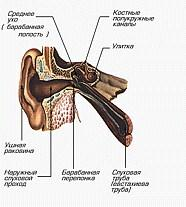 Среднее
ухо
( барабанная
полость )
Костные
полукружные
каналы
Улитка
Ушная
раковина
Наружный
слуховой
проход
Барабанная
перепонка
Слуховая
труба
(евстахиева
труба)